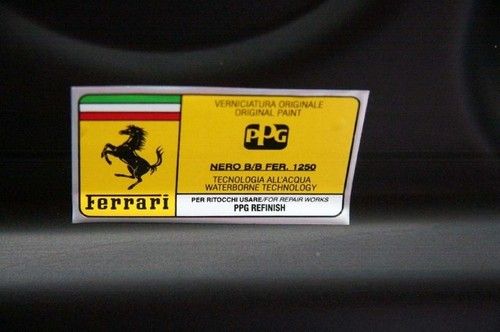 VERNICIATURA ORIGINALE
ORIGINAL PAINT
PPG
NERO B/B FER. 1250
TECNOLOGIA ALL'ACQUA
WATERBORNE TECHNOLOGY
Ferrari
PER RITOCCHI USARE/FOR REPAIR WORKS
PPG REFINISH